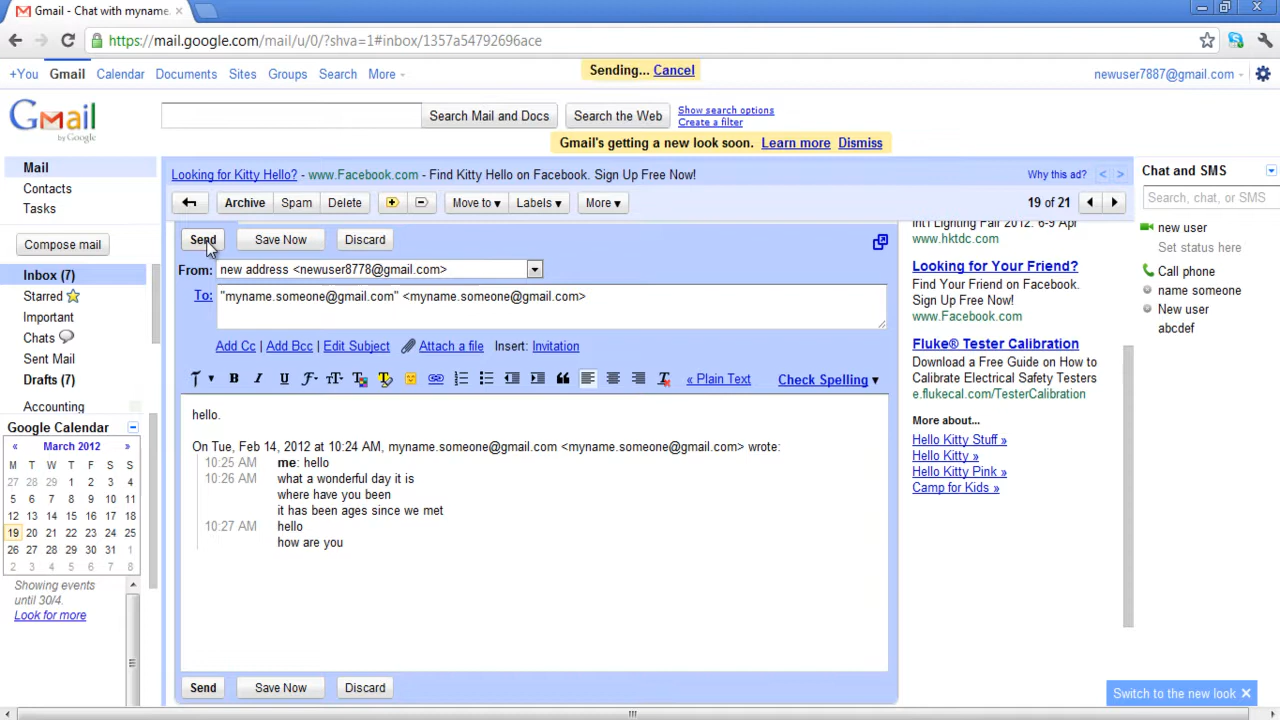 Gmail - Chat with myname.
https://mail.google.com/mail/u/0/?shva=1#inbox/1357a54792696ace
+You Gmail Calendar Documents Sites Groups Search More
Sending... Cancel
newuser7887@gmail.com
Gmail by Google
Search Mail and Docs Search the Web Show search options
Create a filter
Gmail's getting a new look soon. Learn more Dismiss
Mail
Contacts
Tasks
Compose mail
Inbox (7)
Starred
Important
Chats
Sent Mail
Drafts (7)
Accounting
Google Calendar
« March 2012 »
M T W T F S S
27 28 29 1 2 3 4
5 6 7 8 9 10 11
12 13 14 15 16 17 18
19 20 21 22 23 24 25
26 27 28 29 30 31 1
2 3 4 5 6 7 8
Showing events
until 30/4.
Look for more
Looking for Kitty Hello? - www.Facebook.com - Find Kitty Hello on Facebook. Sign Up Free Now!
Why this ad? < >
Archive Spam Delete Move to Labels More 19 of 21
Send Save Now Discard
From: new address <newuser8778@gmail.com>
To: "myname.someone@gmail.com" <myname.someone@gmail.com>
Add Cc | Add Bcc | Edit Subject Attach a file Insert: Invitation
B I U « Plain Text Check Spelling
hello.
On Tue, Feb 14, 2012 at 10:24 AM, myname.someone@gmail.com <myname.someone@gmail.com> wrote:
10:25 AM me: hello
10:26 AM what a wonderful day it is
where have you been
it has been ages since we met
10:27 AM hello
how are you
Send Save Now Discard
Int'l Lighting Fair 2012: 6-9 Apr
www.hktdc.com
Looking for Your Friend?
Find Your Friend on Facebook.
Sign Up Free Now!
www.Facebook.com
Fluke® Tester Calibration
Download a Free Guide on How to
Calibrate Electrical Safety Testers
e.flukecal.com/TesterCalibration
More about...
Hello Kitty Stuff »
Hello Kitty »
Hello Kitty Pink »
Camp for Kids »
Chat and SMS
Search, chat, or SMS
new user
Set status here
Call phone
name someone
New user
abcdef
Switch to the new look